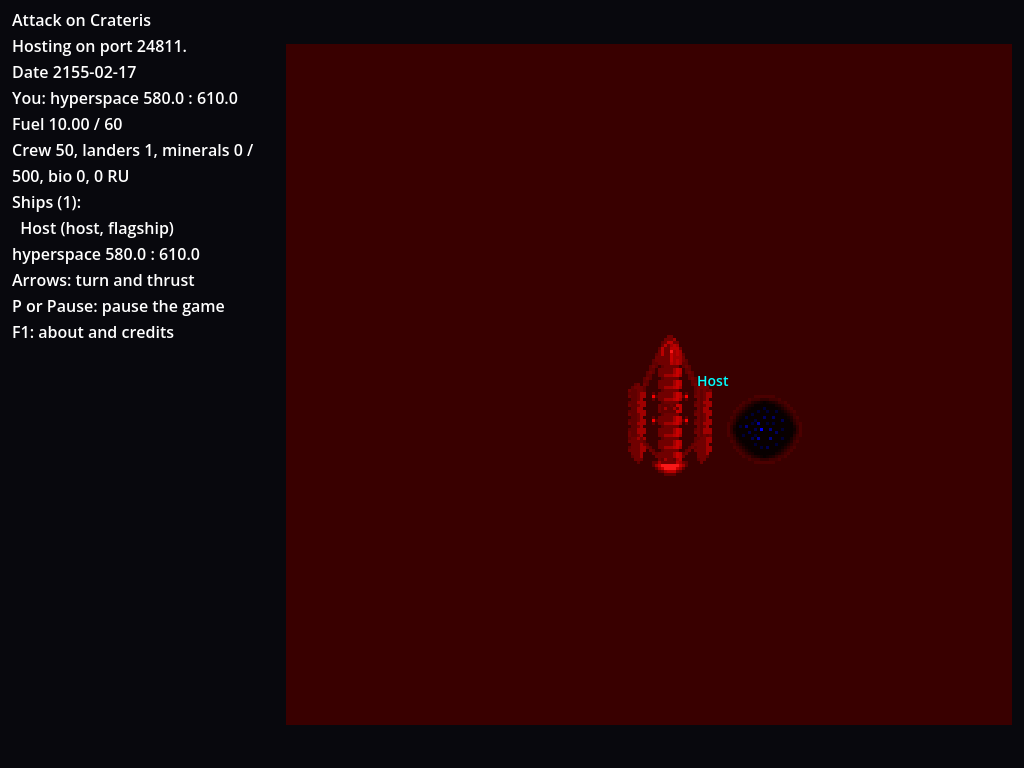 Attack on Crateris
Hosting on port 24811.
Date 2155-02-17
You: hyperspace 580.0 : 610.0
Fuel 10.00 / 60
Crew 50, landers 1, minerals 0 /
500, bio 0, 0 RU
Ships (1):
Host (host, flagship)
hyperspace 580.0 : 610.0
Arrows: turn and thrust
P or Pause: pause the game
F1: about and credits
Host